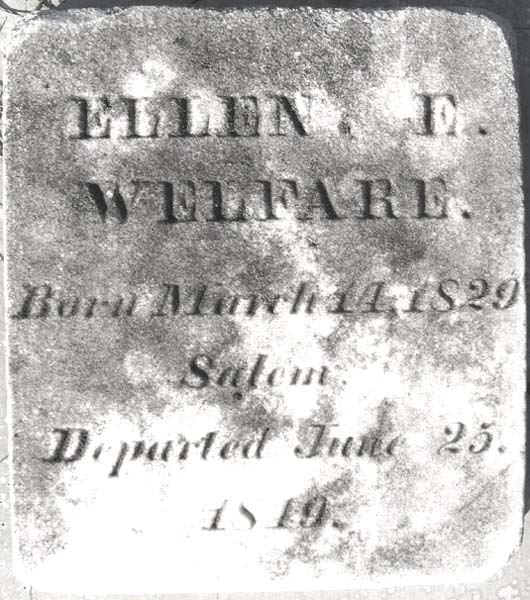 ELLEN. E.
WELFARE.
Born March 14, 1829
Salem
Departed June 25.
1849.